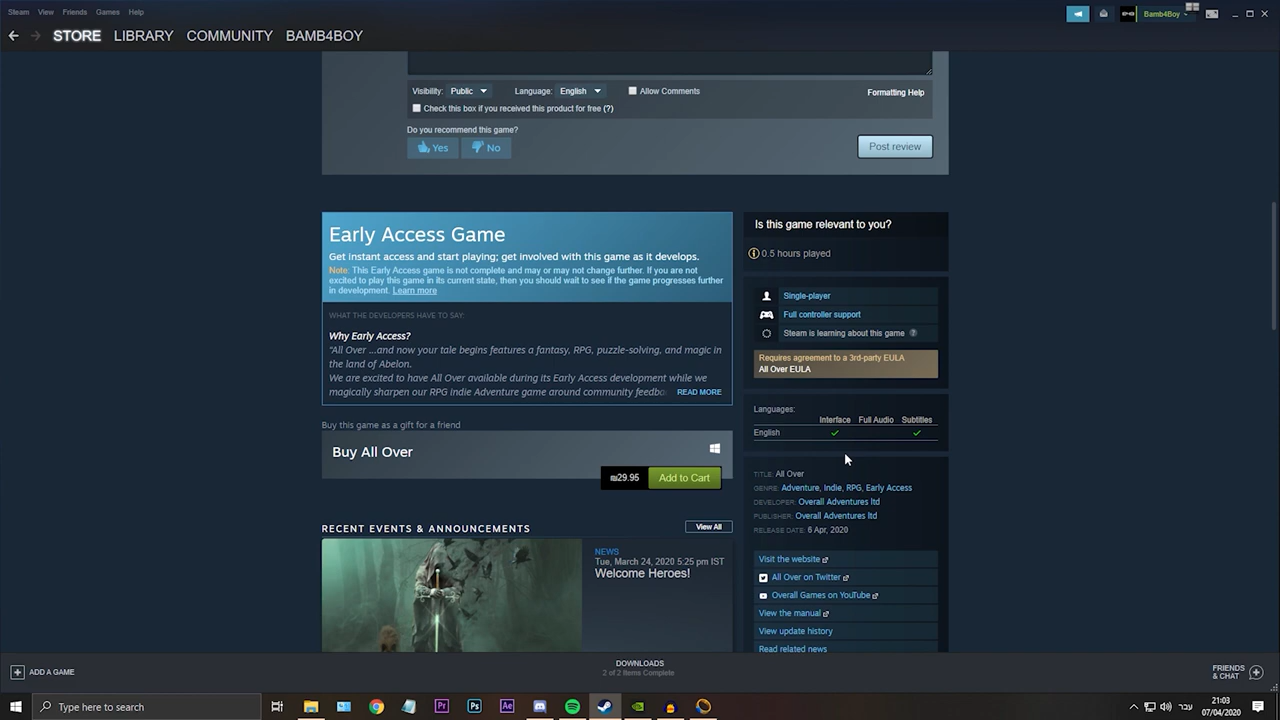 Steam View Friends Games Help
Bamb4Boy
STORE LIBRARY COMMUNITY BAMB4BOY
Visibility: Public Language: English Allow Comments Formatting Help
Check this box if you received this product for free (?)
Do you recommend this game?
Yes No Post review
Early Access Game
Get instant access and start playing; get involved with this game as it develops.
Note: This Early Access game is not complete and may or may not change further. If you are
not excited to play this game in its current state, then you should wait to see if the game progresses further
in development. Learn more
WHAT THE DEVELOPERS HAVE TO SAY:
Why Early Access?
"All Over ...and now your tale begins features a fantasy, RPG, puzzle-solving, and magic in
the land of Abelon.
We are excited to have All Over available during its Early Access development while we
magically sharpen our RPG Indie Adventure game around community feedba READ MORE
Buy this game as a gift for a friend
Buy All Over
₪29.95 Add to Cart
RECENT EVENTS & ANNOUNCEMENTS View All
NEWS
Tue, March 24, 2020 5:25 pm IST
Welcome Heroes!
Is this game relevant to you?
0.5 hours played
Single-player
Full controller support
Steam is learning about this game ?
Requires agreement to a 3rd-party EULA
All Over EULA
Languages:
Interface Full Audio Subtitles
English
TITLE: All Over
GENRE: Adventure, Indie, RPG, Early Access
DEVELOPER: Overall Adventures ltd
PUBLISHER: Overall Adventures ltd
RELEASE DATE: 6 Apr, 2020
Visit the website
All Over on Twitter
Overall Games on YouTube
View the manual
View update history
Read related news
ADD A GAME
DOWNLOADS
2 of 2 Items Complete
FRIENDS
& CHAT
Type here to search
Pr Ps Ae
עבר
21:03
07/04/2020